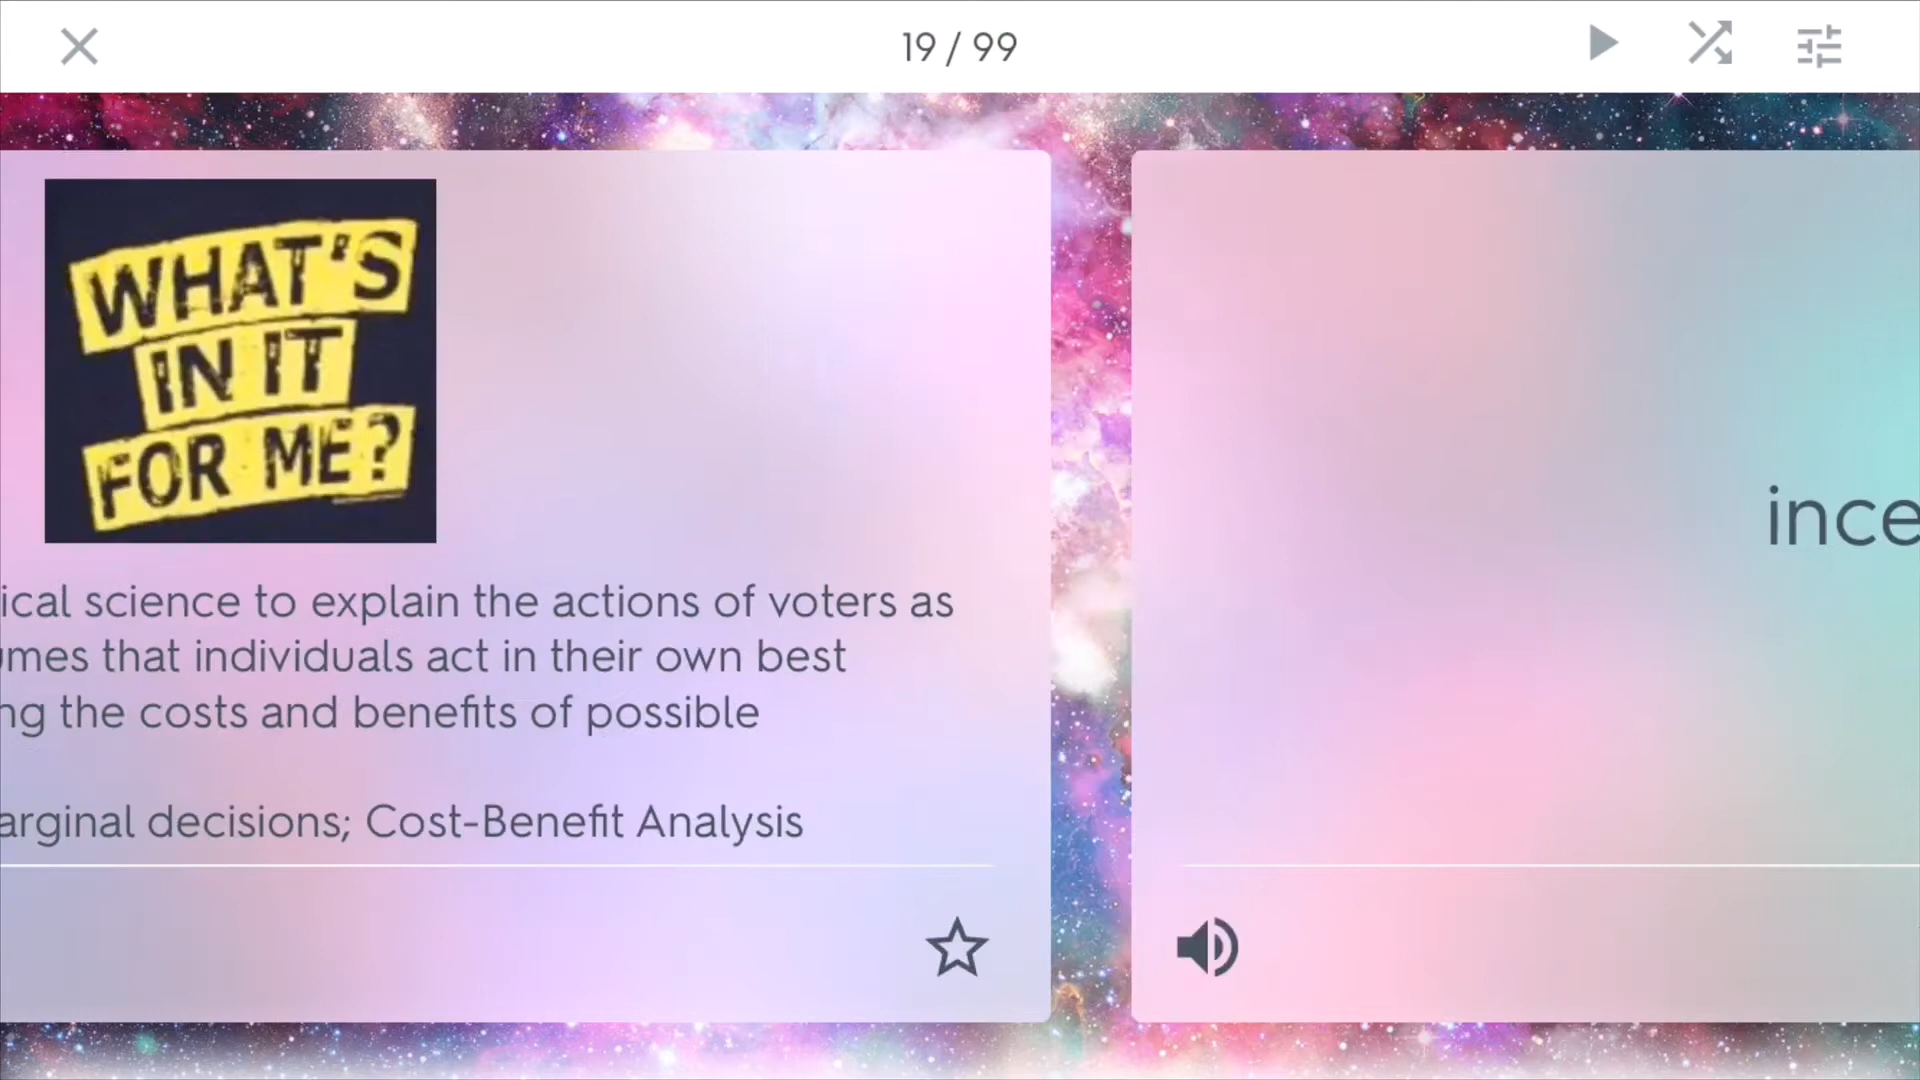 19 / 99
WHAT'S
IN IT
FOR ME?
ical science to explain the actions of voters as
umes that individuals act in their own best
ng the costs and benefits of possible
arginal decisions; Cost-Benefit Analysis
ince